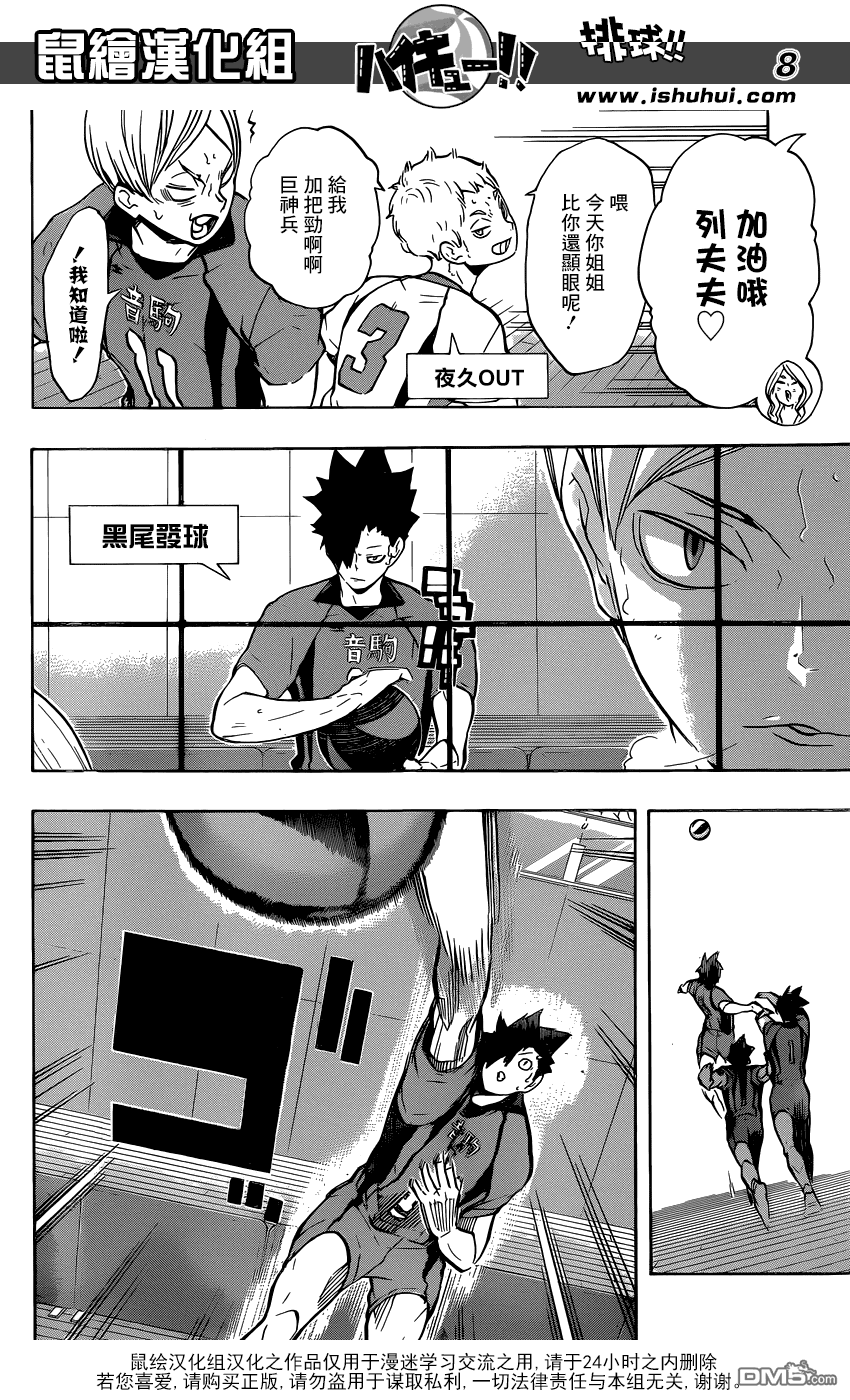 鼠繪漢化組
ハイキュー!!
排球!!
8
www.ishuhui.com
加油哦
列夫夫♡
喂
今天你姐姐
比你還顯眼呢！
給我
加把勁啊啊
巨神兵
！我知道啦！
音駒
3
夜久OUT
黑尾發球
音駒
ゴ
音駒
1
鼠绘汉化组汉化之作品仅用于漫迷学习交流之用, 请于24小时之内删除
若您喜爱, 请购买正版, 请勿盗用于谋取私利, 一切法律责任与本组无关, 谢谢。
DM5.com